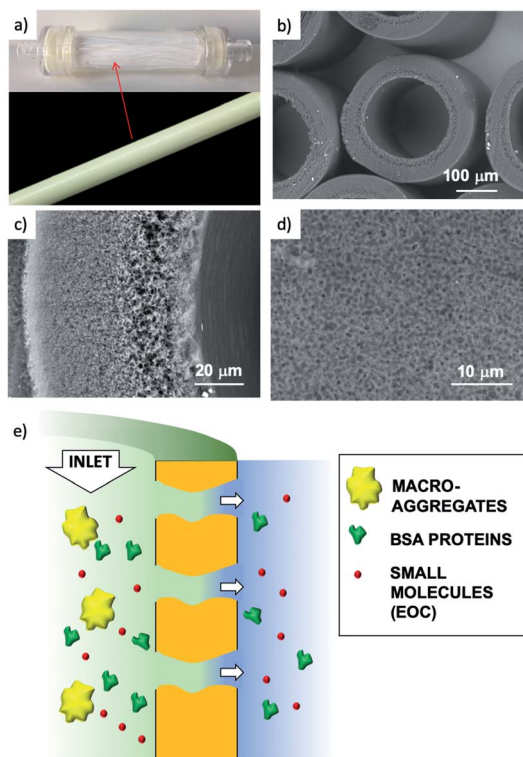 a)
b)
100 μm
c)
20 μm
d)
10 μm
e)
INLET
MACRO-
AGGREGATES
BSA PROTEINS
SMALL
MOLECULES
(EOC)